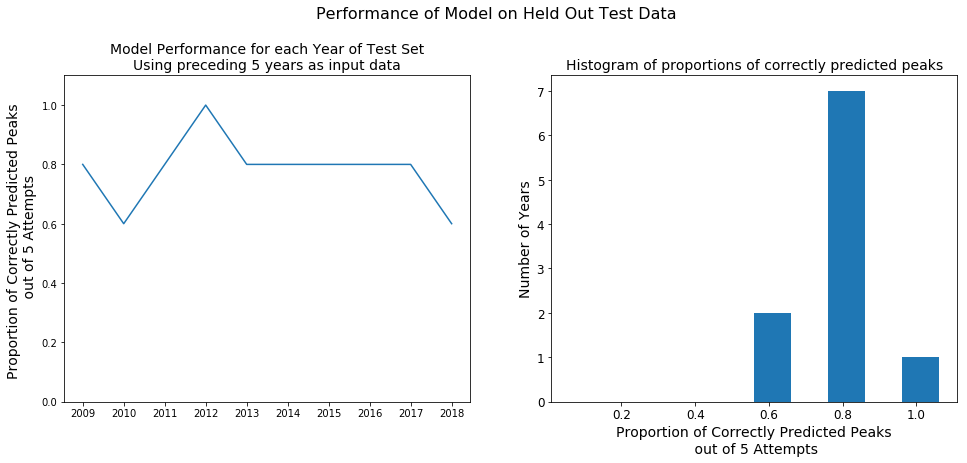 Performance of Model on Held Out Test Data
Model Performance for each Year of Test Set
Using preceding 5 years as input data
Proportion of Correctly Predicted Peaks
out of 5 Attempts
1.0
0.8
0.6
0.4
0.2
0.0
2009 2010 2011 2012 2013 2014 2015 2016 2017 2018
Histogram of proportions of correctly predicted peaks
Number of Years
7
6
5
4
3
2
1
0
0.2 0.4 0.6 0.8 1.0
Proportion of Correctly Predicted Peaks
out of 5 Attempts